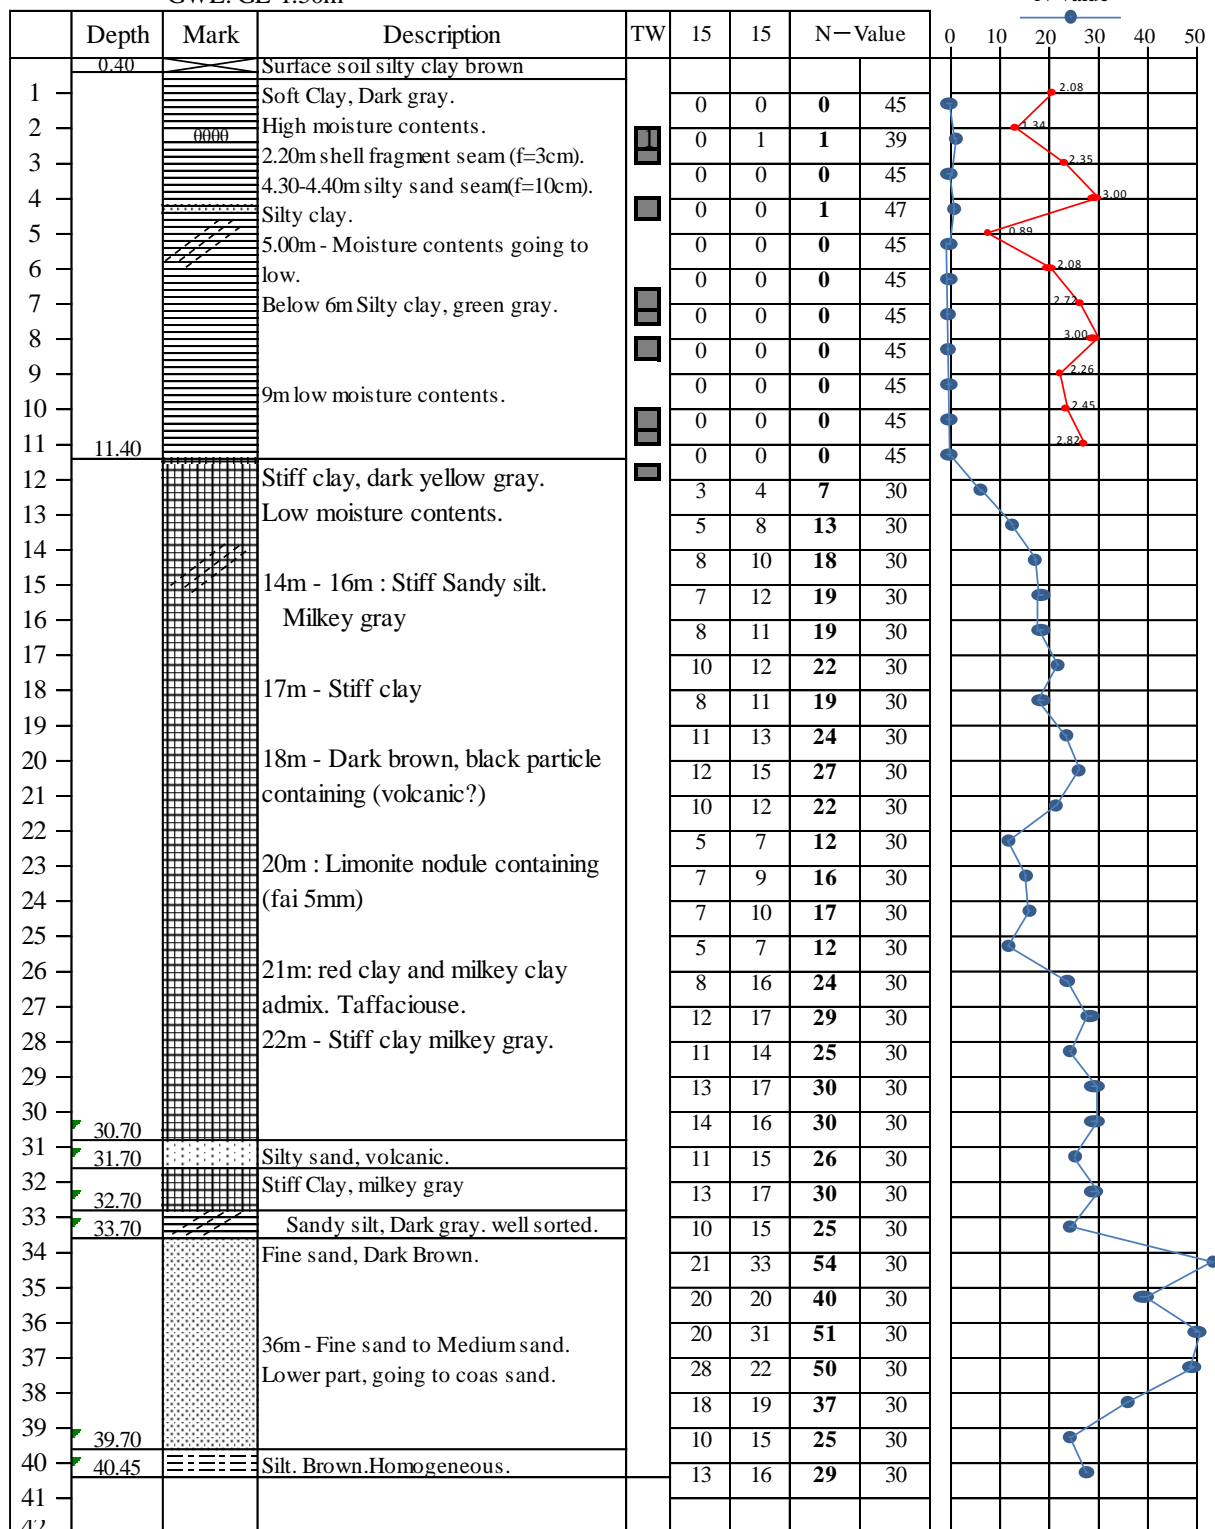 GWL: GL-1.50m
N-Value
Depth Mark Description TW 15 15 N－Value 0 10 20 30 40 50
0.40 Surface soil silty clay brown
1 Soft Clay, Dark gray. 2.08
0 0 0 45
2 High moisture contents. 1.34
0000 1 0 1 1 39
3 2.20m shell fragment seam (f=3cm). 2.35
0 0 0 45
4 4.30-4.40m silty sand seam(f=10cm). 3.00
Silty clay. 0 0 1 47
5 5.00m - Moisture contents going to 0.89
0 0 0 45
6 low. 2.08
0 0 0 45
7 Below 6m Silty clay, green gray. 2.72
0 0 0 45
8 3.00
0 0 0 45
9 2.26
9m low moisture contents. 0 0 0 45
10 2.45
0 0 0 45
11 11.40 2.82
0 0 0 45
12 Stiff clay, dark yellow gray.
3 4 7 30
13 Low moisture contents.
5 8 13 30
14
8 10 18 30
15 14m - 16m : Stiff Sandy silt.
7 12 19 30
16 Milkey gray
8 11 19 30
17
10 12 22 30
18 17m - Stiff clay
8 11 19 30
19
11 13 24 30
20 18m - Dark brown, black particle
12 15 27 30
21 containing (volcanic?)
10 12 22 30
22
5 7 12 30
23 20m : Limonite nodule containing
7 9 16 30
24 (fai 5mm)
7 10 17 30
25
5 7 12 30
26 21m: red clay and milkey clay
8 16 24 30
27 admix. Taffaciouse.
12 17 29 30
28 22m - Stiff clay milkey gray.
11 14 25 30
29
13 17 30 30
30
30.70 14 16 30 30
31
31.70 Silty sand, volcanic. 11 15 26 30
32 Stiff Clay, milkey gray
32.70 13 17 30 30
33
33.70 Sandy silt, Dark gray. well sorted. 10 15 25 30
34 Fine sand, Dark Brown.
21 33 54 30
35
20 20 40 30
36
36m - Fine sand to Medium sand. 20 31 51 30
37
Lower part, going to coas sand. 28 22 50 30
38
18 19 37 30
39
39.70 10 15 25 30
40
40.45 Silt. Brown.Homogeneous. 13 16 29 30
41
42